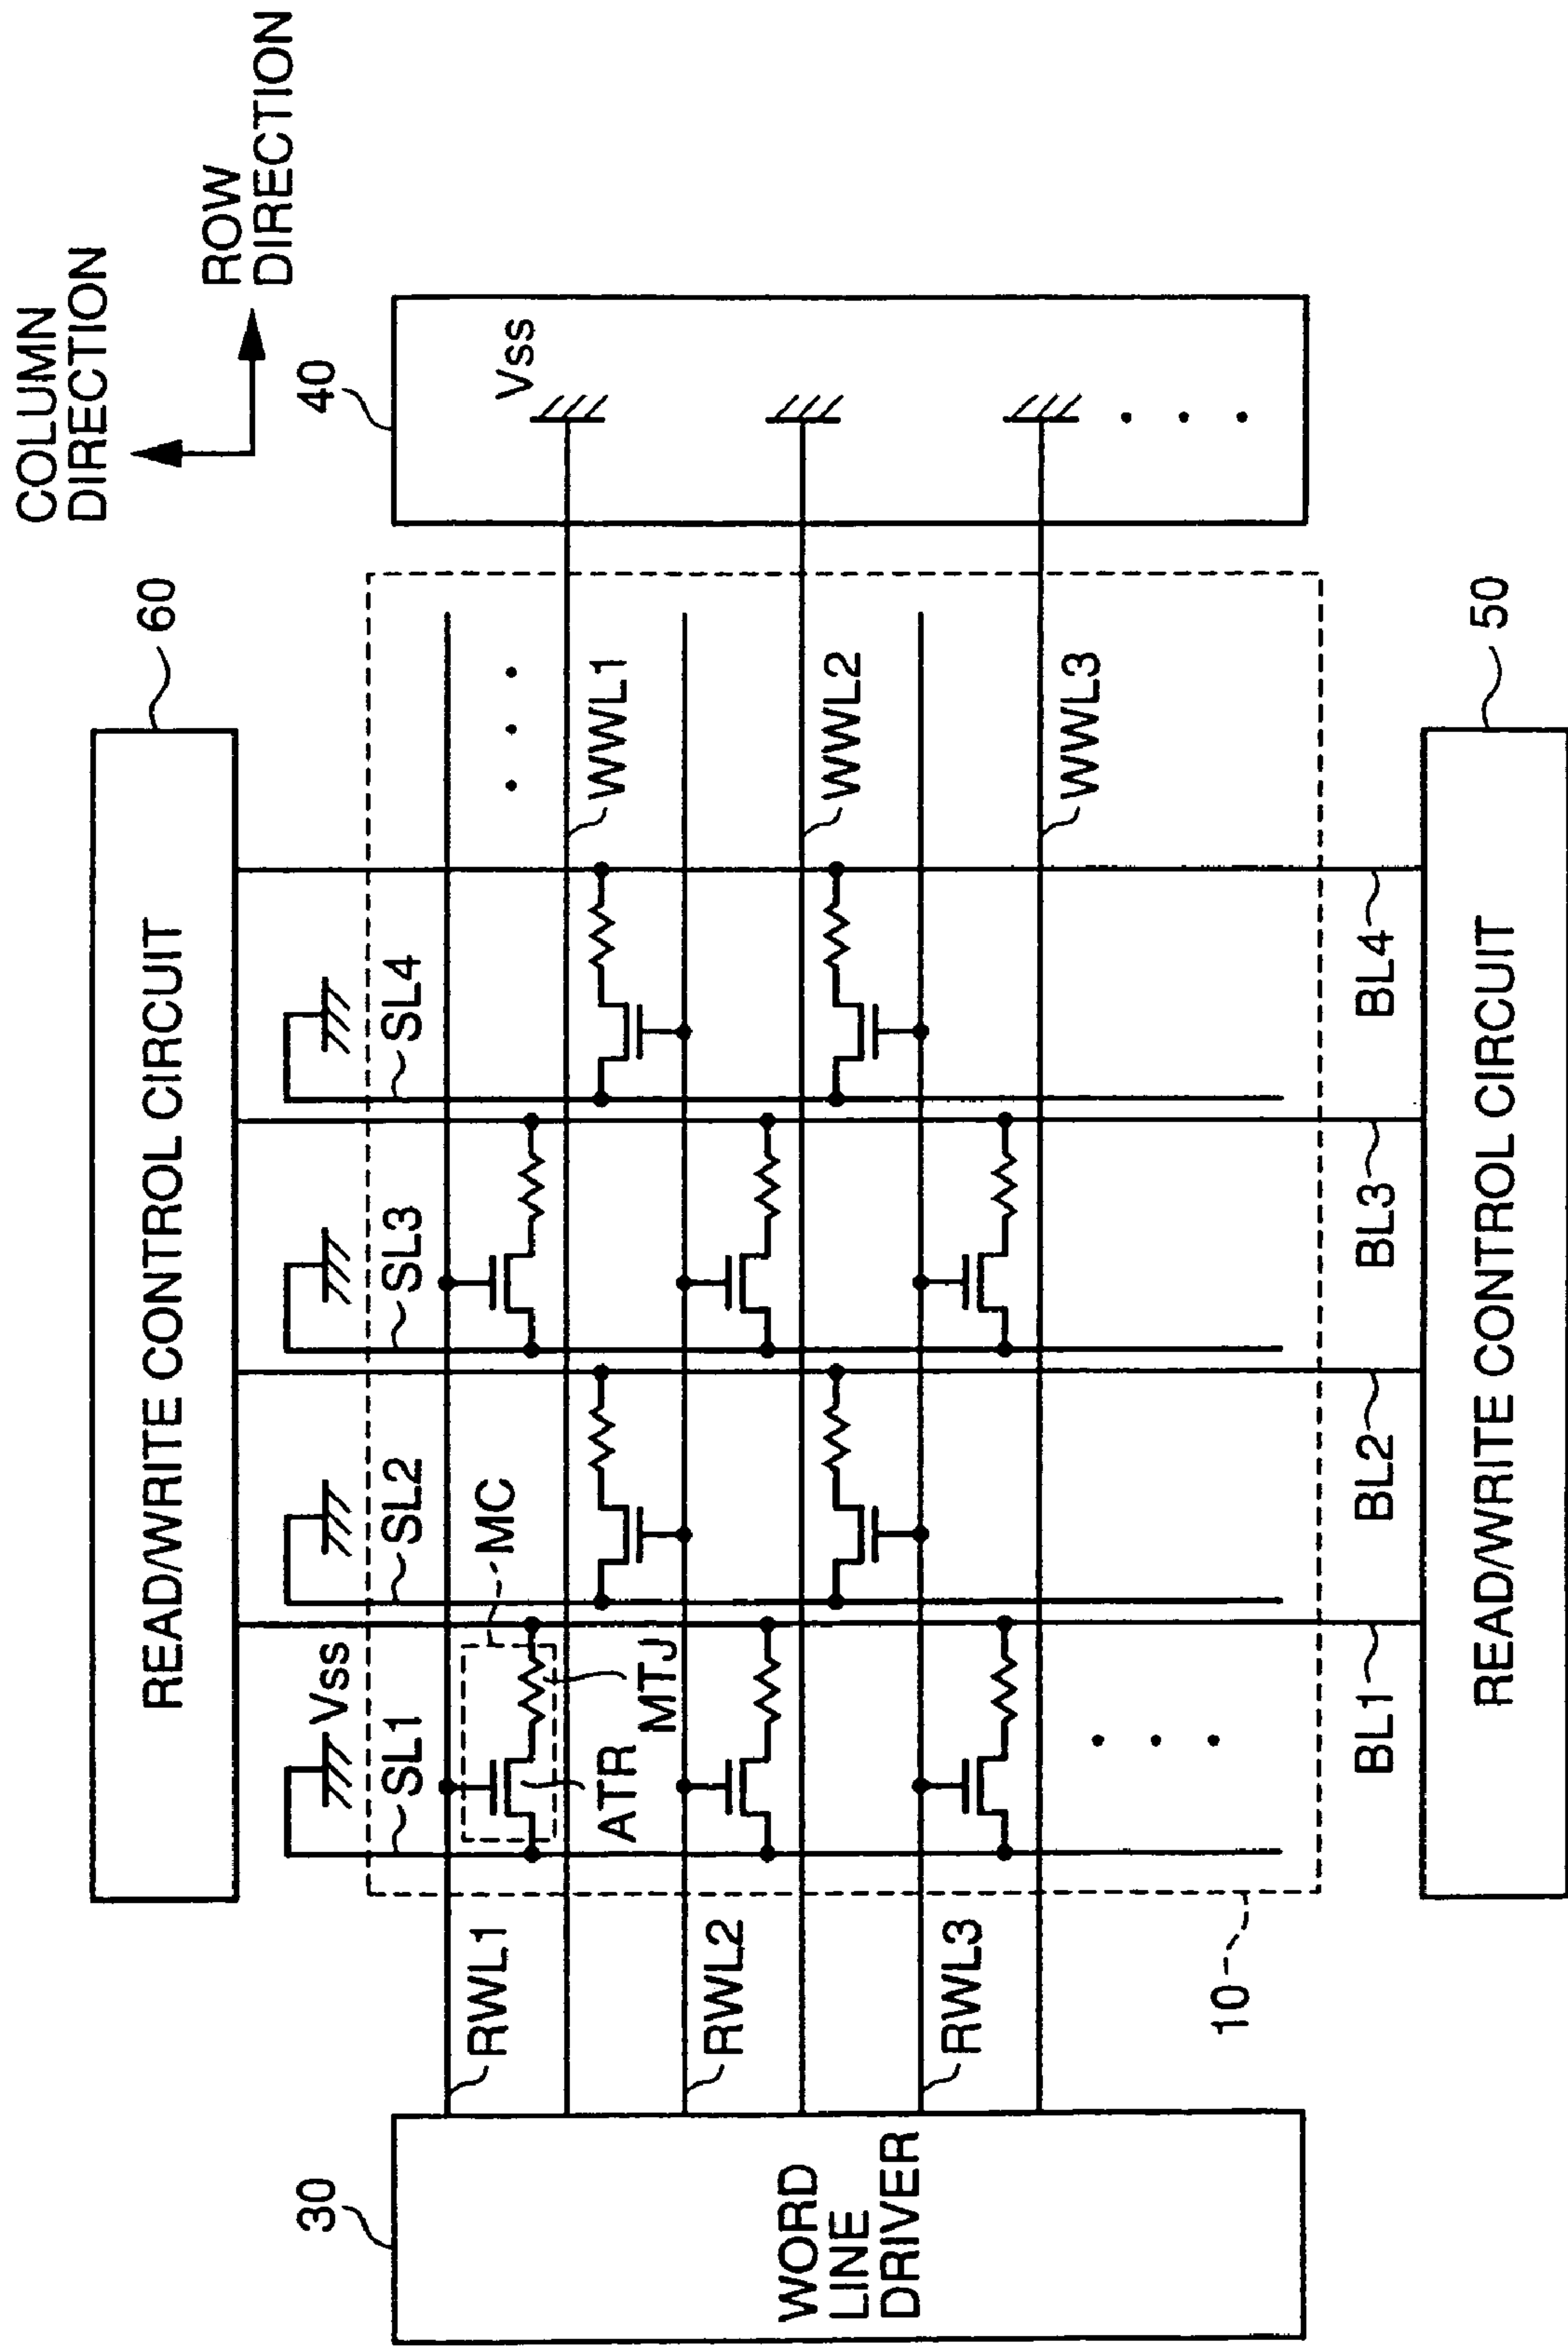 COLUMN
DIRECTION
ROW
DIRECTION
60
READ/WRITE CONTROL CIRCUIT
40
Vss
Vss
SL1
SL2
SL3
SL4
MC
MTJ
ATR
RWL1
WWL1
RWL2
WWL2
RWL3
WWL3
30
WORD
LINE
DRIVER
10
BL1
BL2
BL3
BL4
50
READ/WRITE CONTROL CIRCUIT